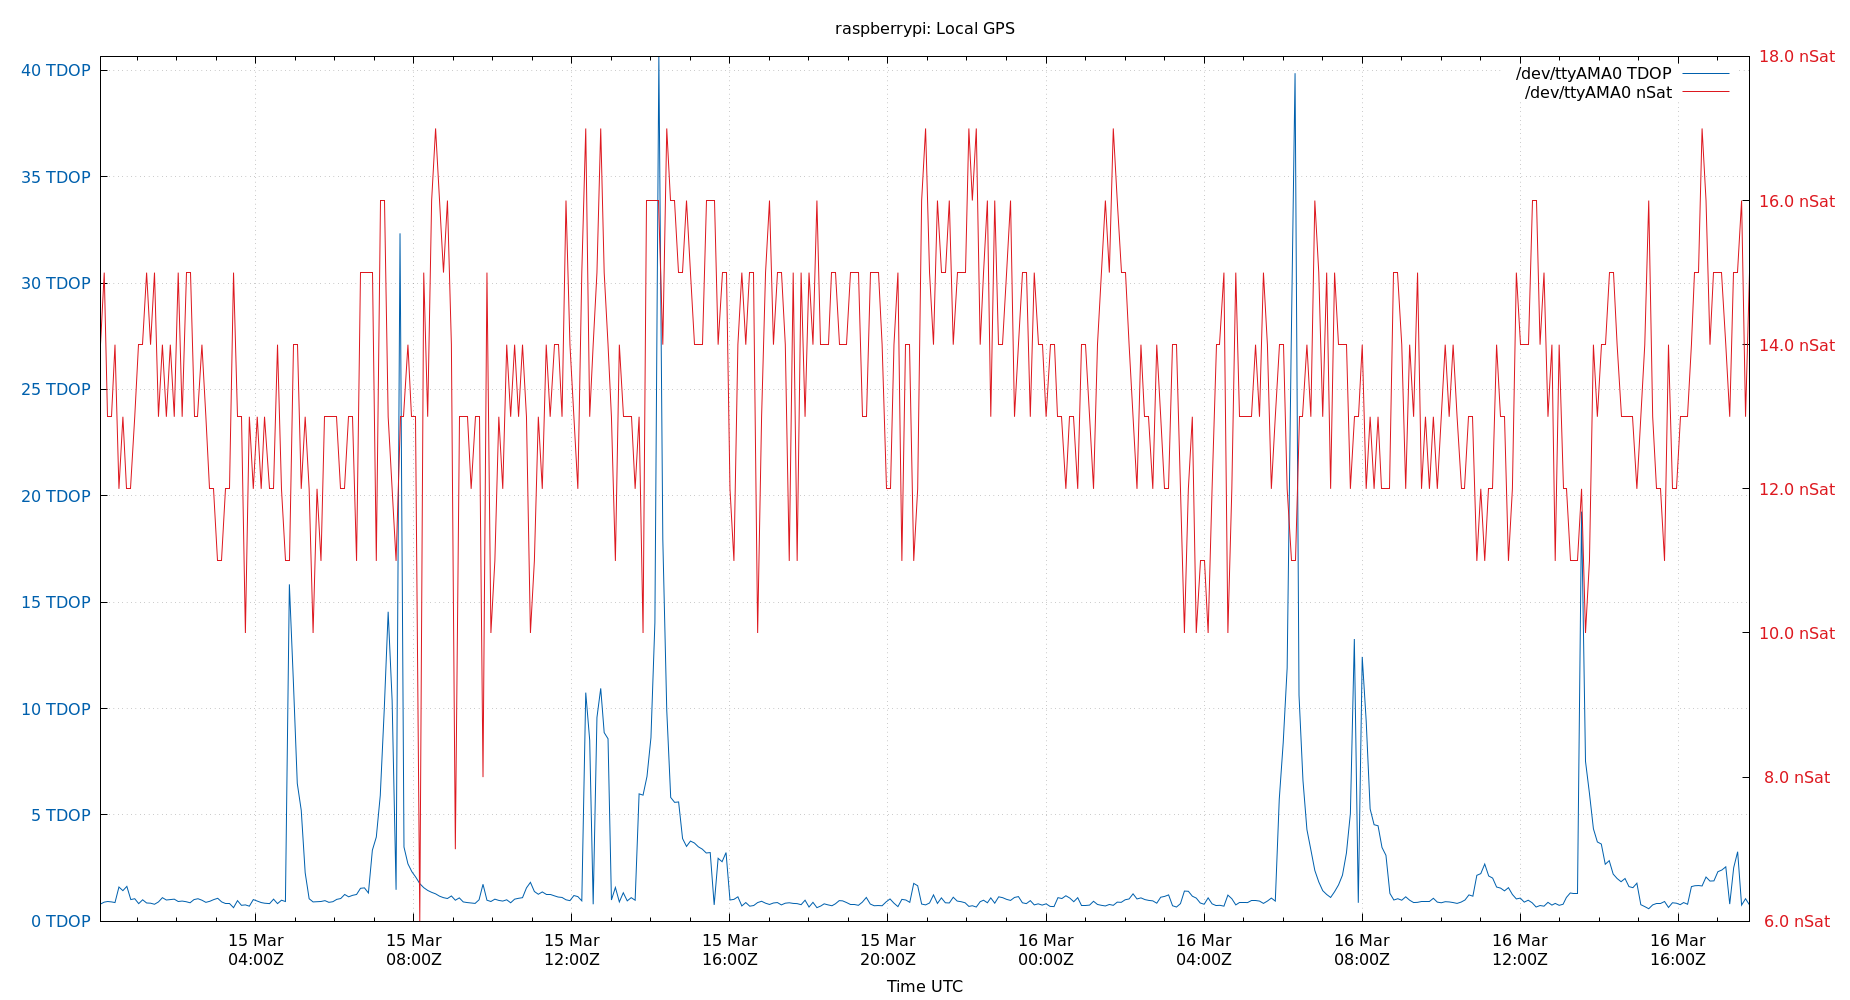 raspberrypi: Local GPS
/dev/ttyAMA0 TDOP
/dev/ttyAMA0 nSat
40 TDOP
35 TDOP
30 TDOP
25 TDOP
20 TDOP
15 TDOP
10 TDOP
5 TDOP
0 TDOP
18.0 nSat
16.0 nSat
14.0 nSat
12.0 nSat
10.0 nSat
8.0 nSat
6.0 nSat
15 Mar 15 Mar 15 Mar 15 Mar 15 Mar 16 Mar 16 Mar 16 Mar 16 Mar 16 Mar
04:00Z 08:00Z 12:00Z 16:00Z 20:00Z 00:00Z 04:00Z 08:00Z 12:00Z 16:00Z
Time UTC